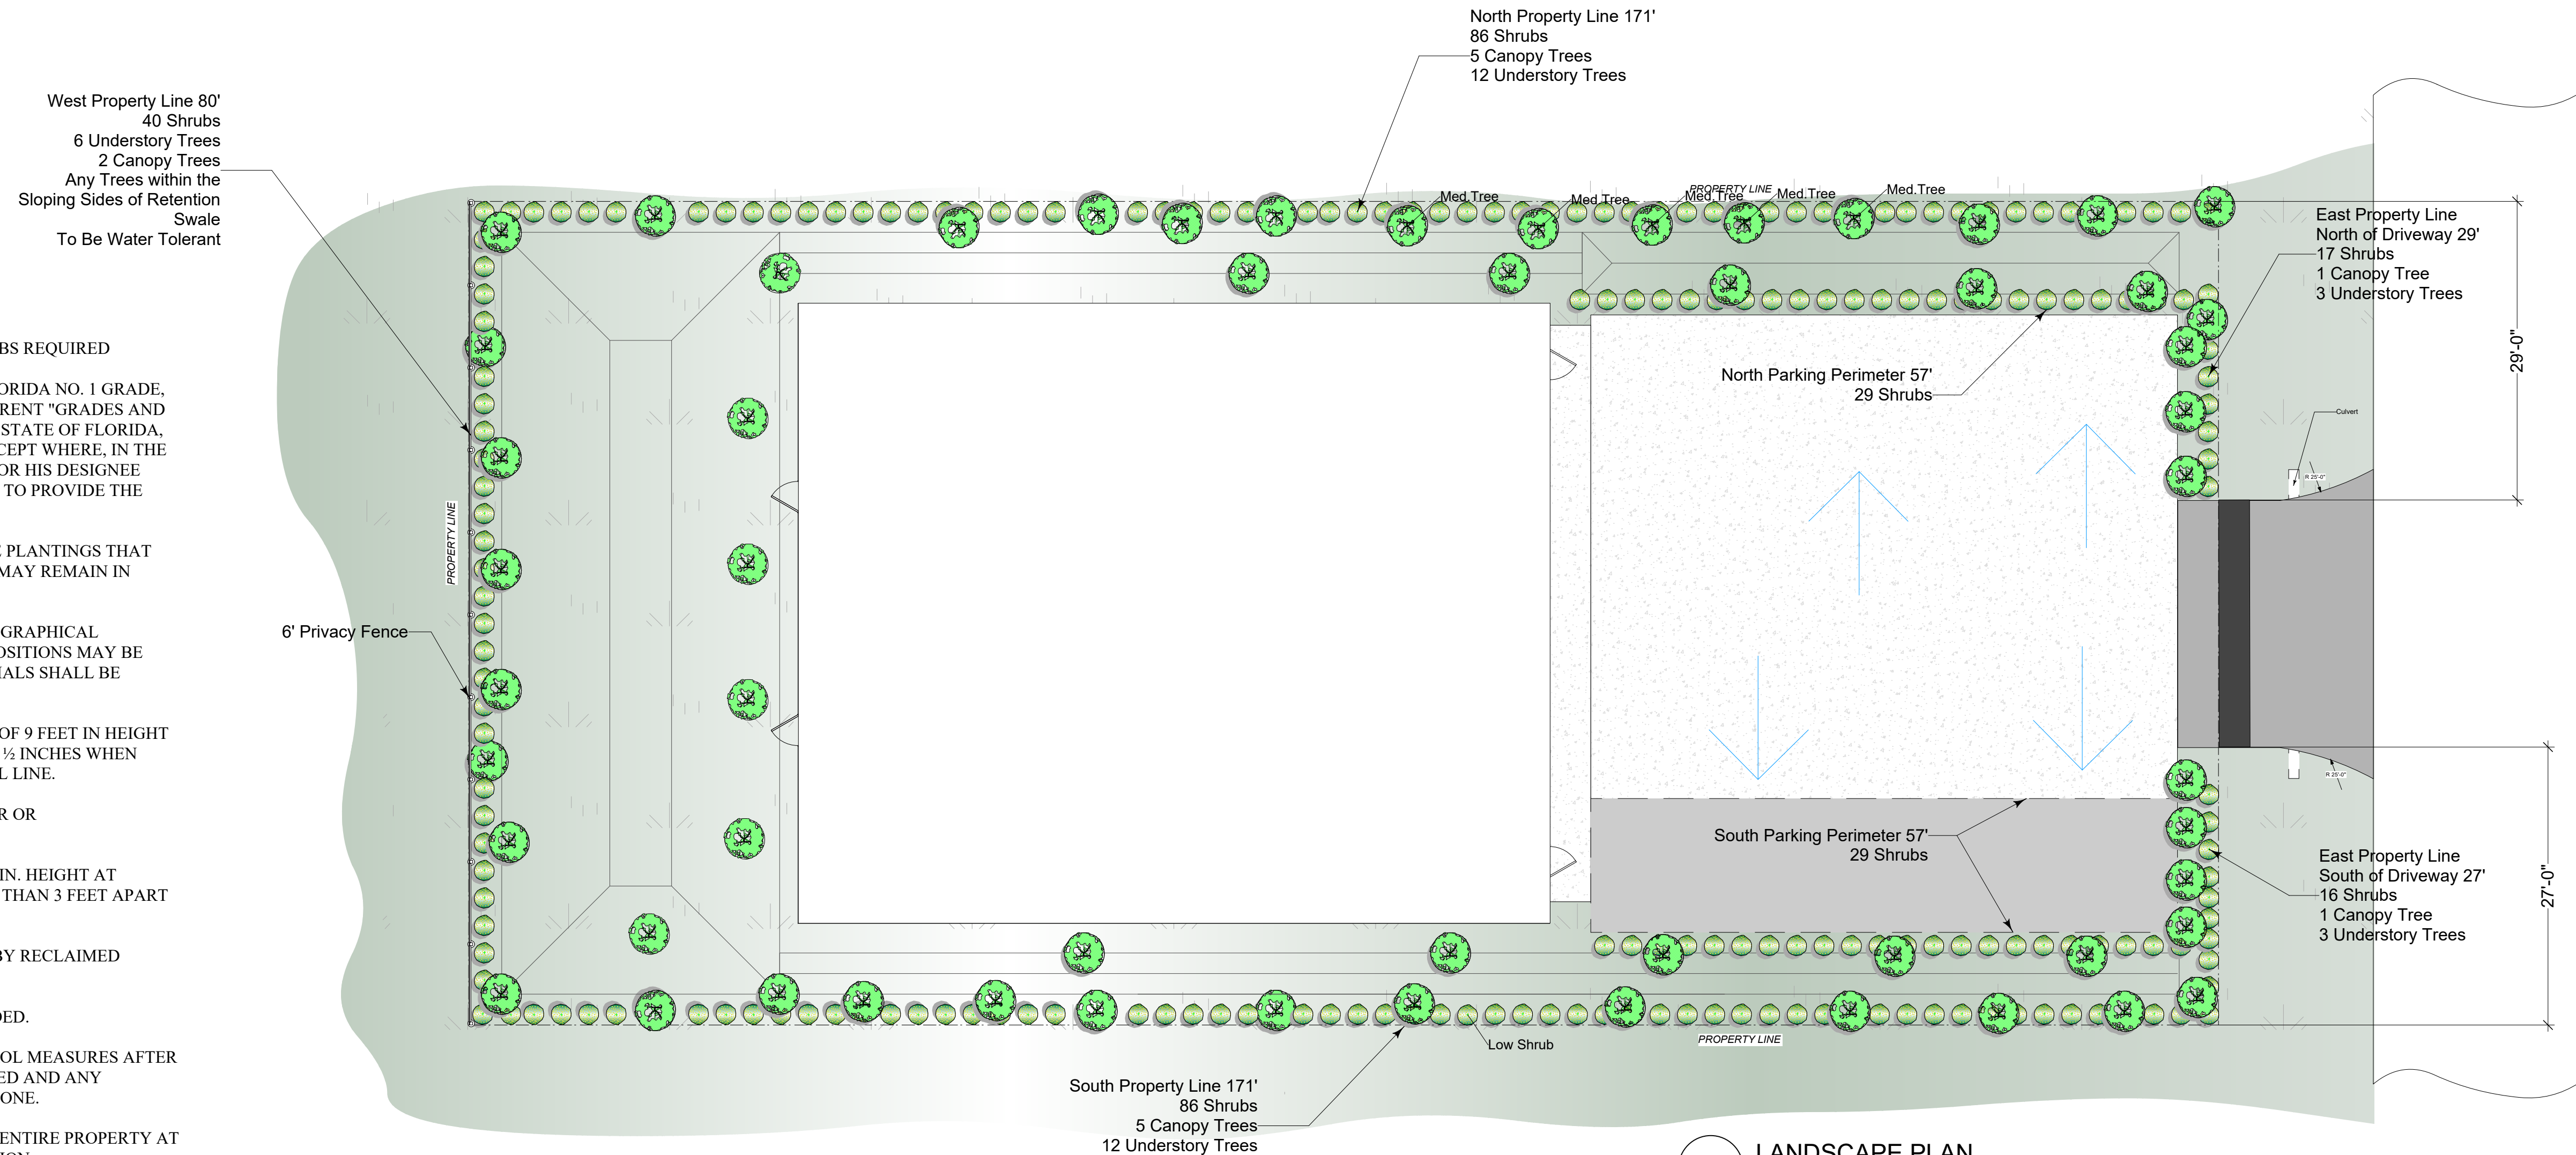 North Property Line 171'
86 Shrubs
5 Canopy Trees
12 Understory Trees
West Property Line 80'
40 Shrubs
6 Understory Trees
2 Canopy Trees
Any Trees within the
Sloping Sides of Retention
Swale
To Be Water Tolerant
PROPERTY LINE
Med.Tree
Med.Tree
Med.Tree
Med.Tree
Med.Tree
East Property Line
North of Driveway 29'
17 Shrubs
1 Canopy Tree
3 Understory Trees
29'-0"
BS REQUIRED
ORIDA NO. 1 GRADE,
RENT "GRADES AND
STATE OF FLORIDA,
CEPT WHERE, IN THE
OR HIS DESIGNEE
TO PROVIDE THE
E PLANTINGS THAT
MAY REMAIN IN
GRAPHICAL
OSITIONS MAY BE
IALS SHALL BE
OF 9 FEET IN HEIGHT
½ INCHES WHEN
L LINE.
R OR
IN. HEIGHT AT
THAN 3 FEET APART
BY RECLAIMED
DED.
OL MEASURES AFTER
ED AND ANY
ONE.
ENTIRE PROPERTY AT
North Parking Perimeter 57'
29 Shrubs
Culvert
R 25'-0"
PROPERTY LINE
6' Privacy Fence
R 25'-0"
South Parking Perimeter 57'
29 Shrubs
East Property Line
South of Driveway 27'
16 Shrubs
1 Canopy Tree
3 Understory Trees
27'-0"
Low Shrub
PROPERTY LINE
South Property Line 171'
86 Shrubs
5 Canopy Trees
12 Understory Trees
LANDSCAPE PLAN